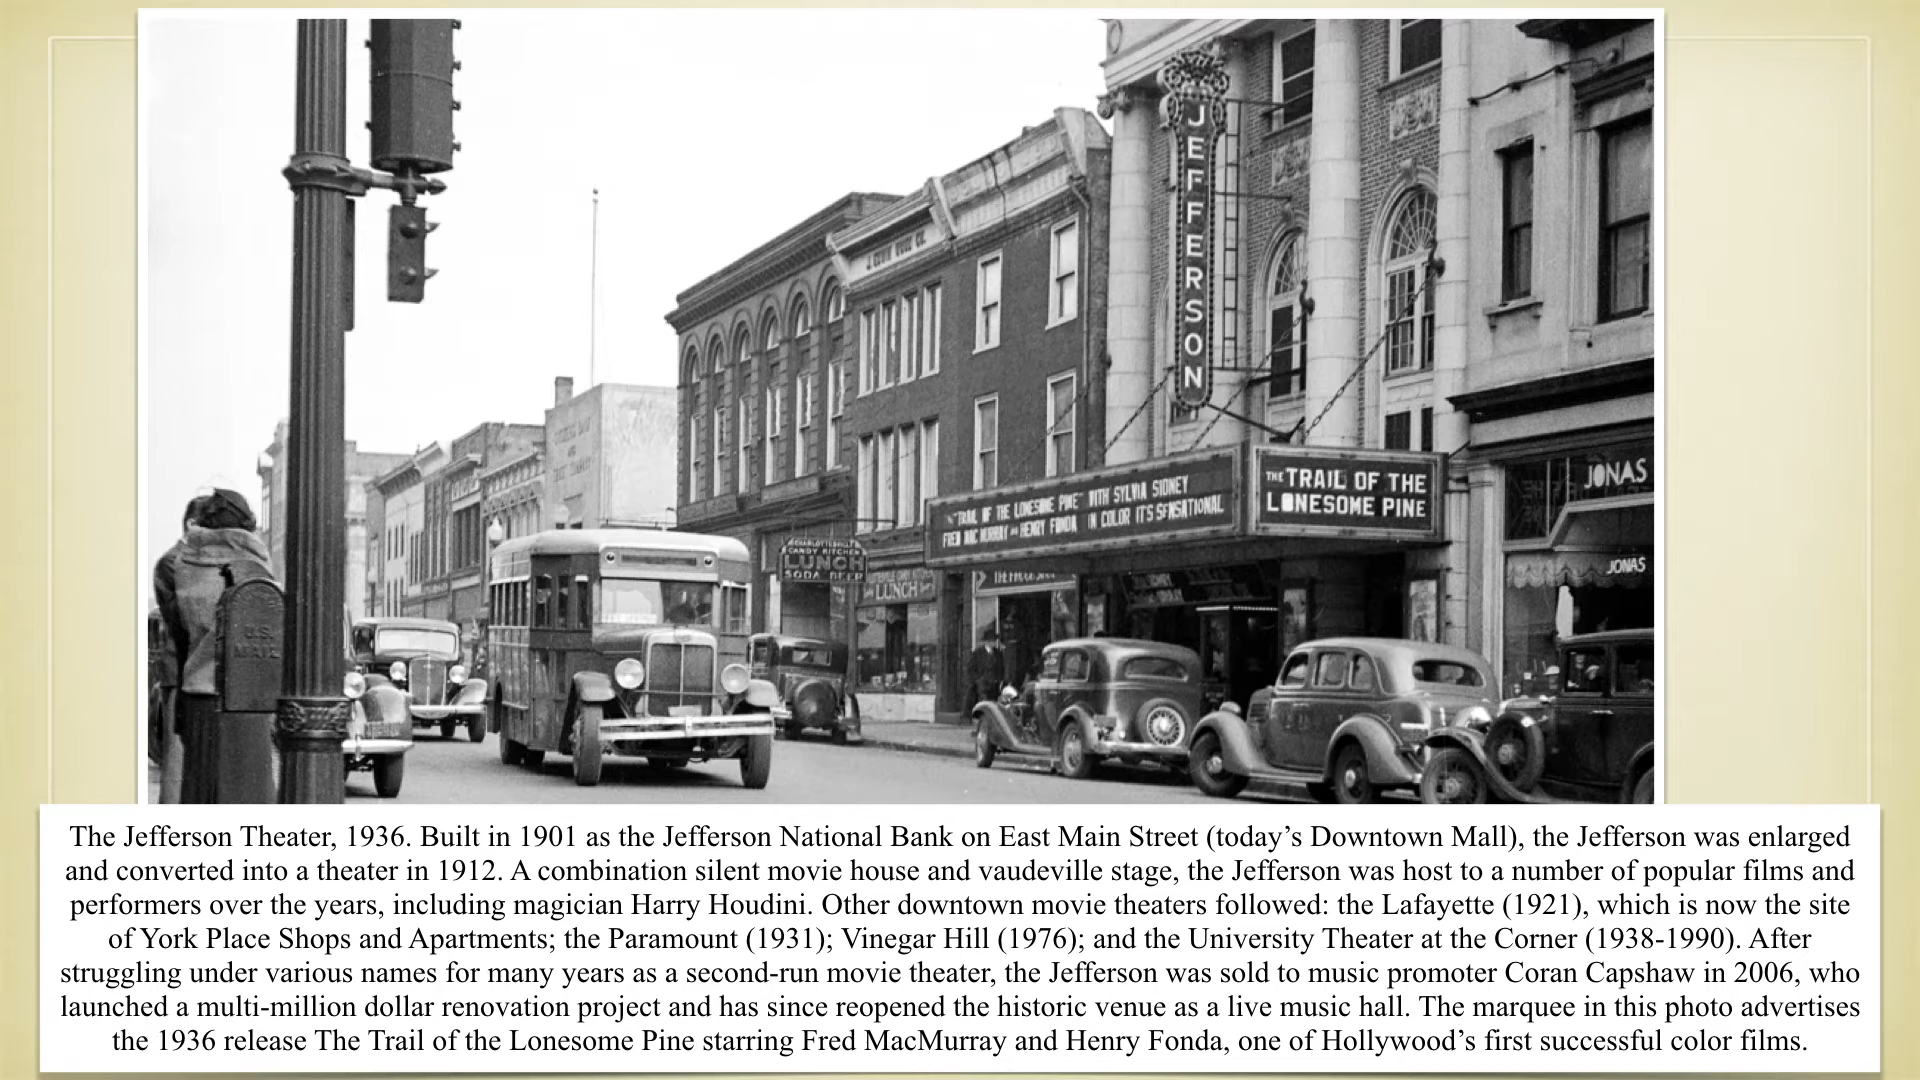 JEFFERSON
J. EDWIN WOOD CO.
"TRAIL OF THE LONESOME PINE" WITH SYLVIA SIDNEY
FRED MAC MURRAY AND HENRY FONDA IN COLOR IT'S SENSATIONAL
THE TRAIL OF THE
LONESOME PINE
JONAS
JONAS
CHARLOTTESVILLE
CANDY KITCHEN
LUNCH
SODA BEER
LUNCH
U.S.
MAIL
The Jefferson Theater, 1936. Built in 1901 as the Jefferson National Bank on East Main Street (today’s Downtown Mall), the Jefferson was enlarged
and converted into a theater in 1912. A combination silent movie house and vaudeville stage, the Jefferson was host to a number of popular films and
performers over the years, including magician Harry Houdini. Other downtown movie theaters followed: the Lafayette (1921), which is now the site
of York Place Shops and Apartments; the Paramount (1931); Vinegar Hill (1976); and the University Theater at the Corner (1938-1990). After
struggling under various names for many years as a second-run movie theater, the Jefferson was sold to music promoter Coran Capshaw in 2006, who
launched a multi-million dollar renovation project and has since reopened the historic venue as a live music hall. The marquee in this photo advertises
the 1936 release The Trail of the Lonesome Pine starring Fred MacMurray and Henry Fonda, one of Hollywood’s first successful color films.